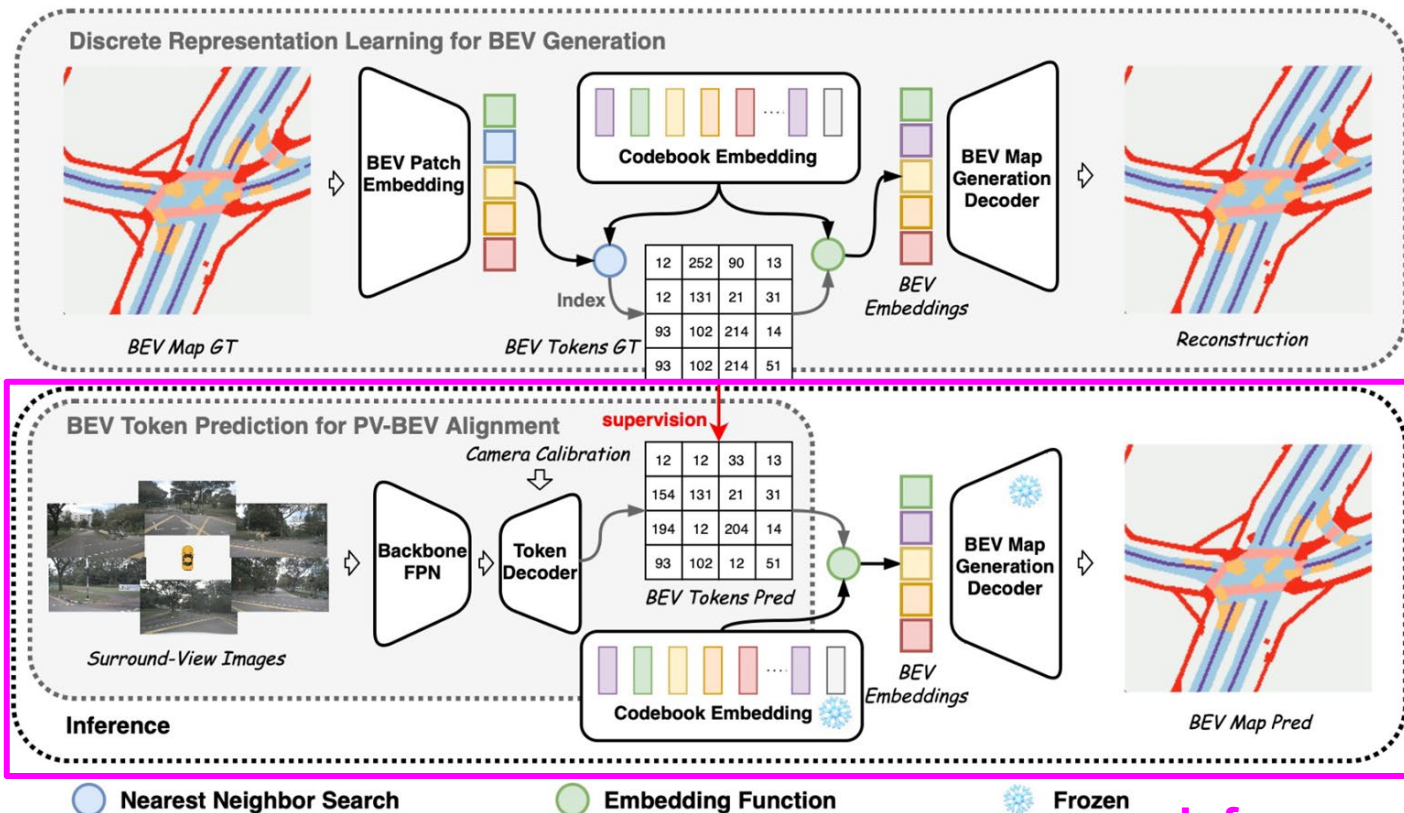 Discrete Representation Learning for BEV Generation
BEV Patch
Embedding
Codebook Embedding
BEV Map
Generation
Decoder
Index
12 252 90 13
12 131 21 31
93 102 214 14
93 102 214 51
BEV Map GT
BEV Tokens GT
BEV
Embeddings
Reconstruction
BEV Token Prediction for PV-BEV Alignment
supervision
Camera Calibration
Backbone
FPN
Token
Decoder
12 12 33 13
154 131 21 31
194 12 204 14
93 102 12 51
BEV Map
Generation
Decoder
Surround-View Images
BEV Tokens Pred
Codebook Embedding
BEV
Embeddings
BEV Map Pred
Inference
Nearest Neighbor Search
Embedding Function
Frozen